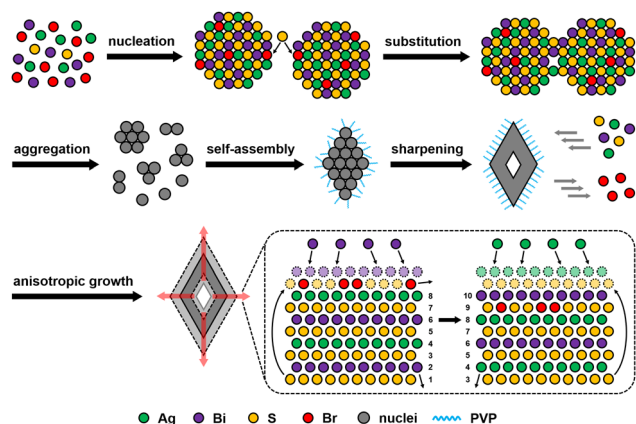 nucleation
substitution
aggregation
self-assembly
sharpening
anisotropic growth
8
7
6
5
4
3
2
1
10
9
8
7
6
5
4
3
Ag
Bi
S
Br
nuclei
PVP